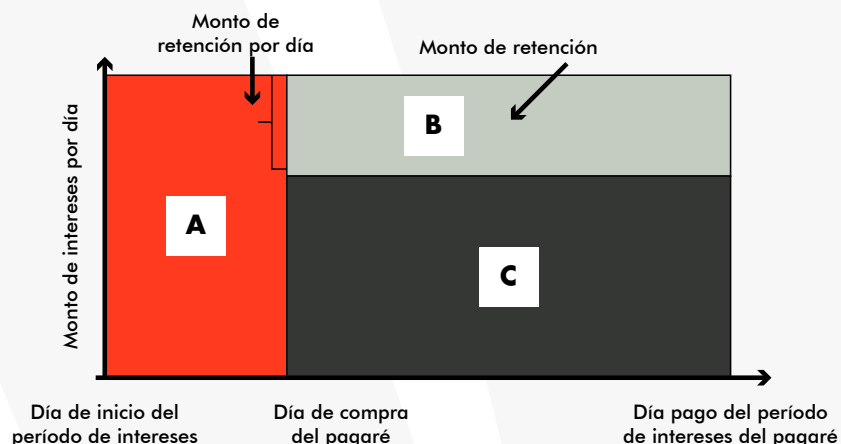 Monto de
retención por día
Monto de retención
Monto de intereses por día
B
A
C
Día de inicio del
período de intereses
Día de compra
del pagaré
Día pago del período
de intereses del pagaré